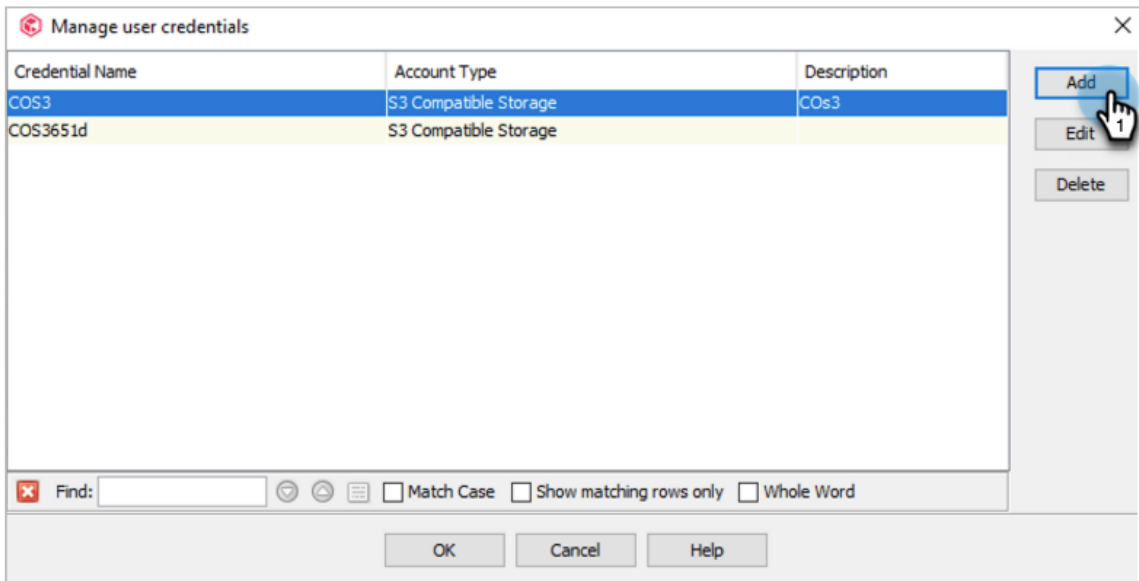 Manage user credentials
Credential Name Account Type Description
COS3 S3 Compatible Storage COs3
COS3651d S3 Compatible Storage
Add
1
Edit
Delete
Find: Match Case Show matching rows only Whole Word
OK Cancel Help